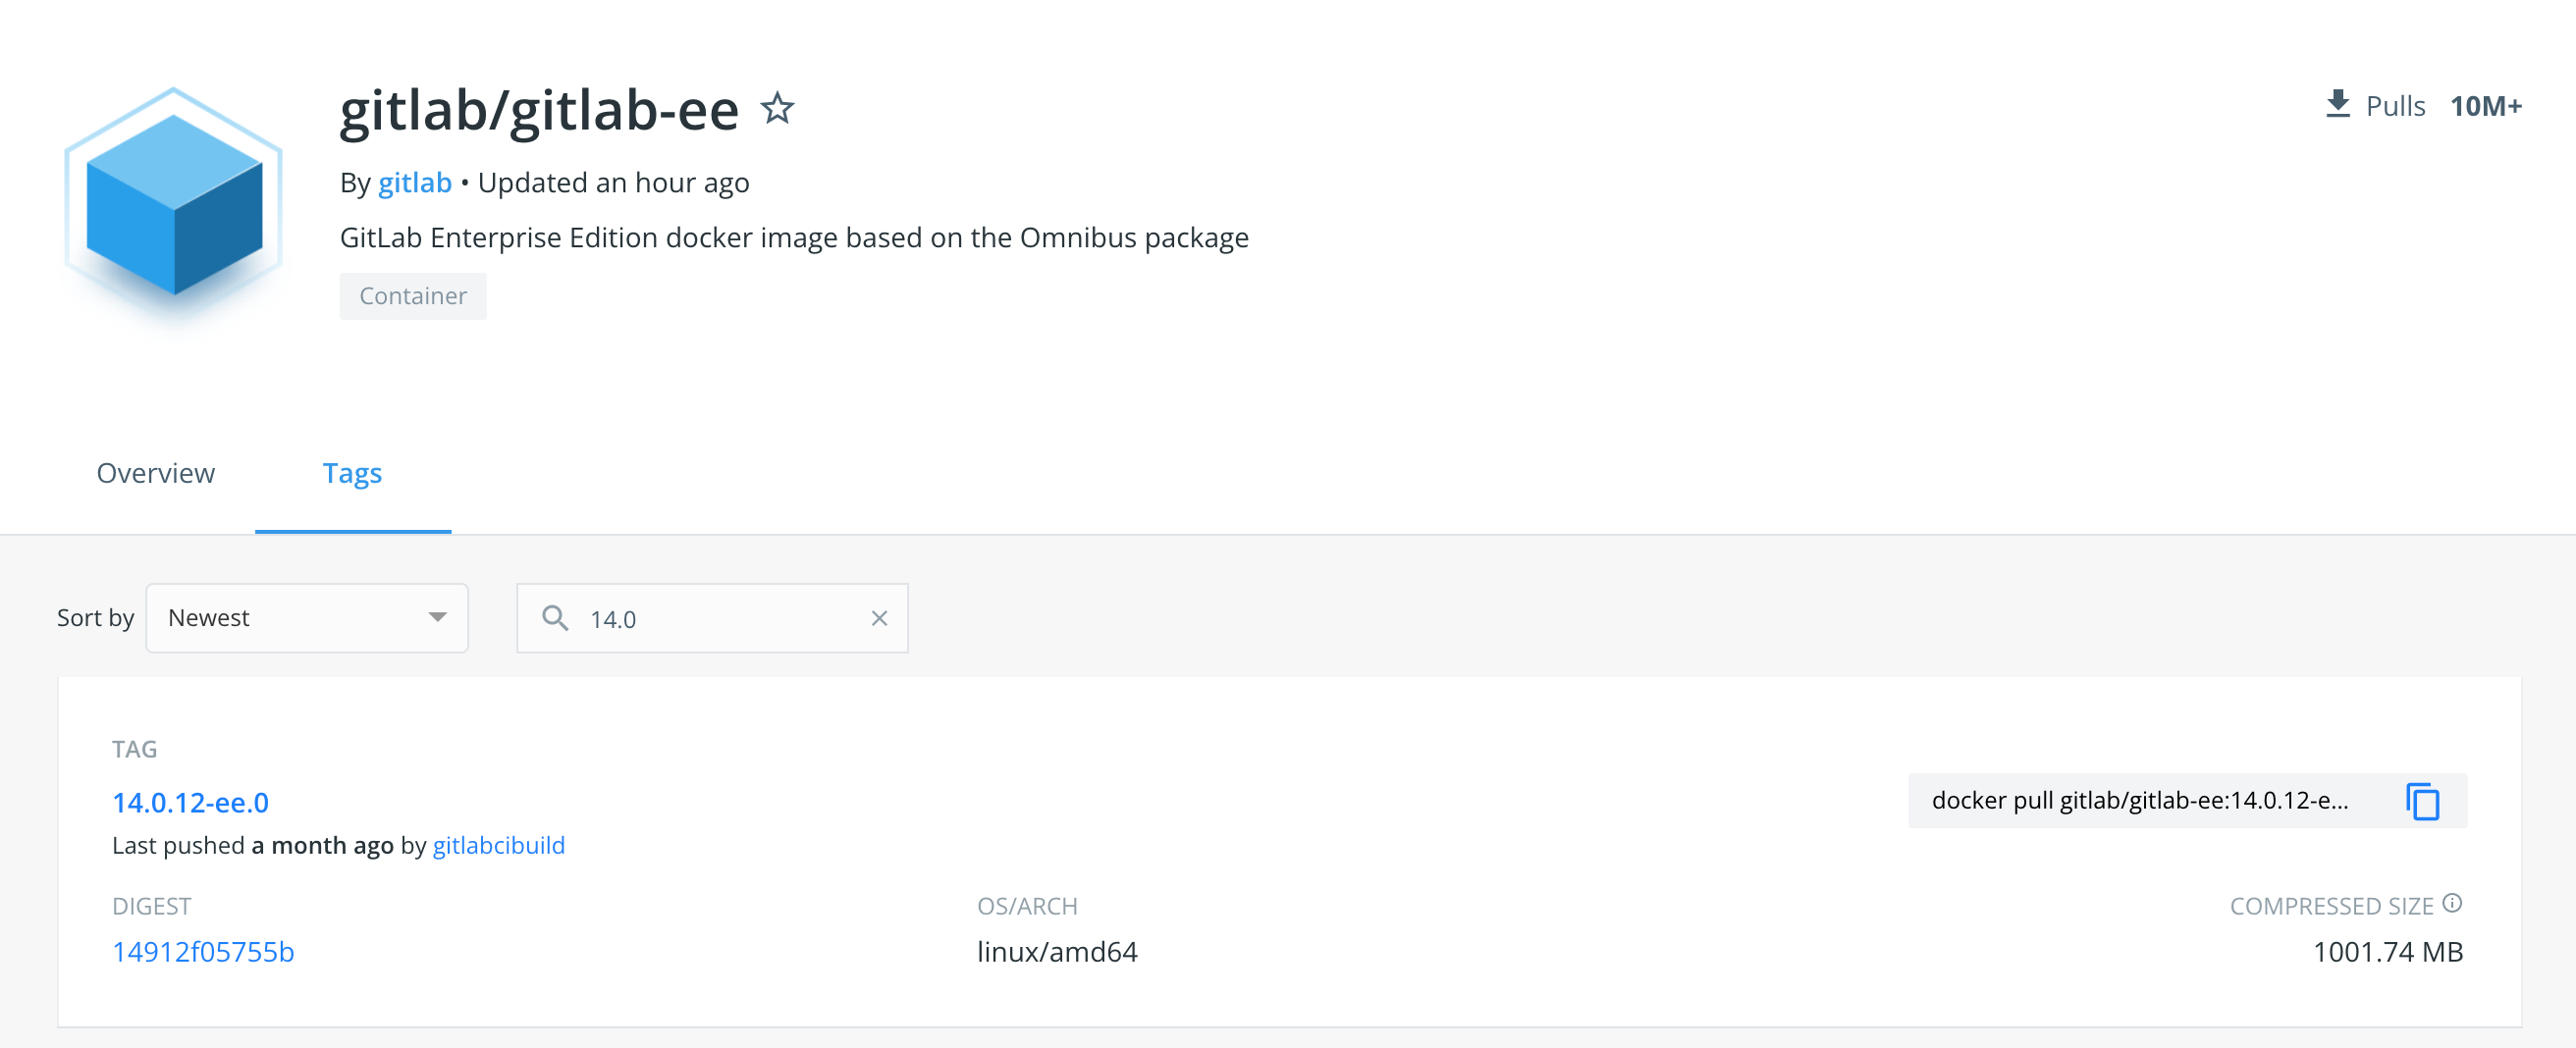 gitlab/gitlab-ee
Pulls 10M+
By gitlab • Updated an hour ago
GitLab Enterprise Edition docker image based on the Omnibus package
Container
Overview Tags
Sort by Newest 14.0
TAG
14.0.12-ee.0
docker pull gitlab/gitlab-ee:14.0.12-e...
Last pushed a month ago by gitlabcibuild
DIGEST OS/ARCH COMPRESSED SIZE
14912f05755b linux/amd64 1001.74 MB